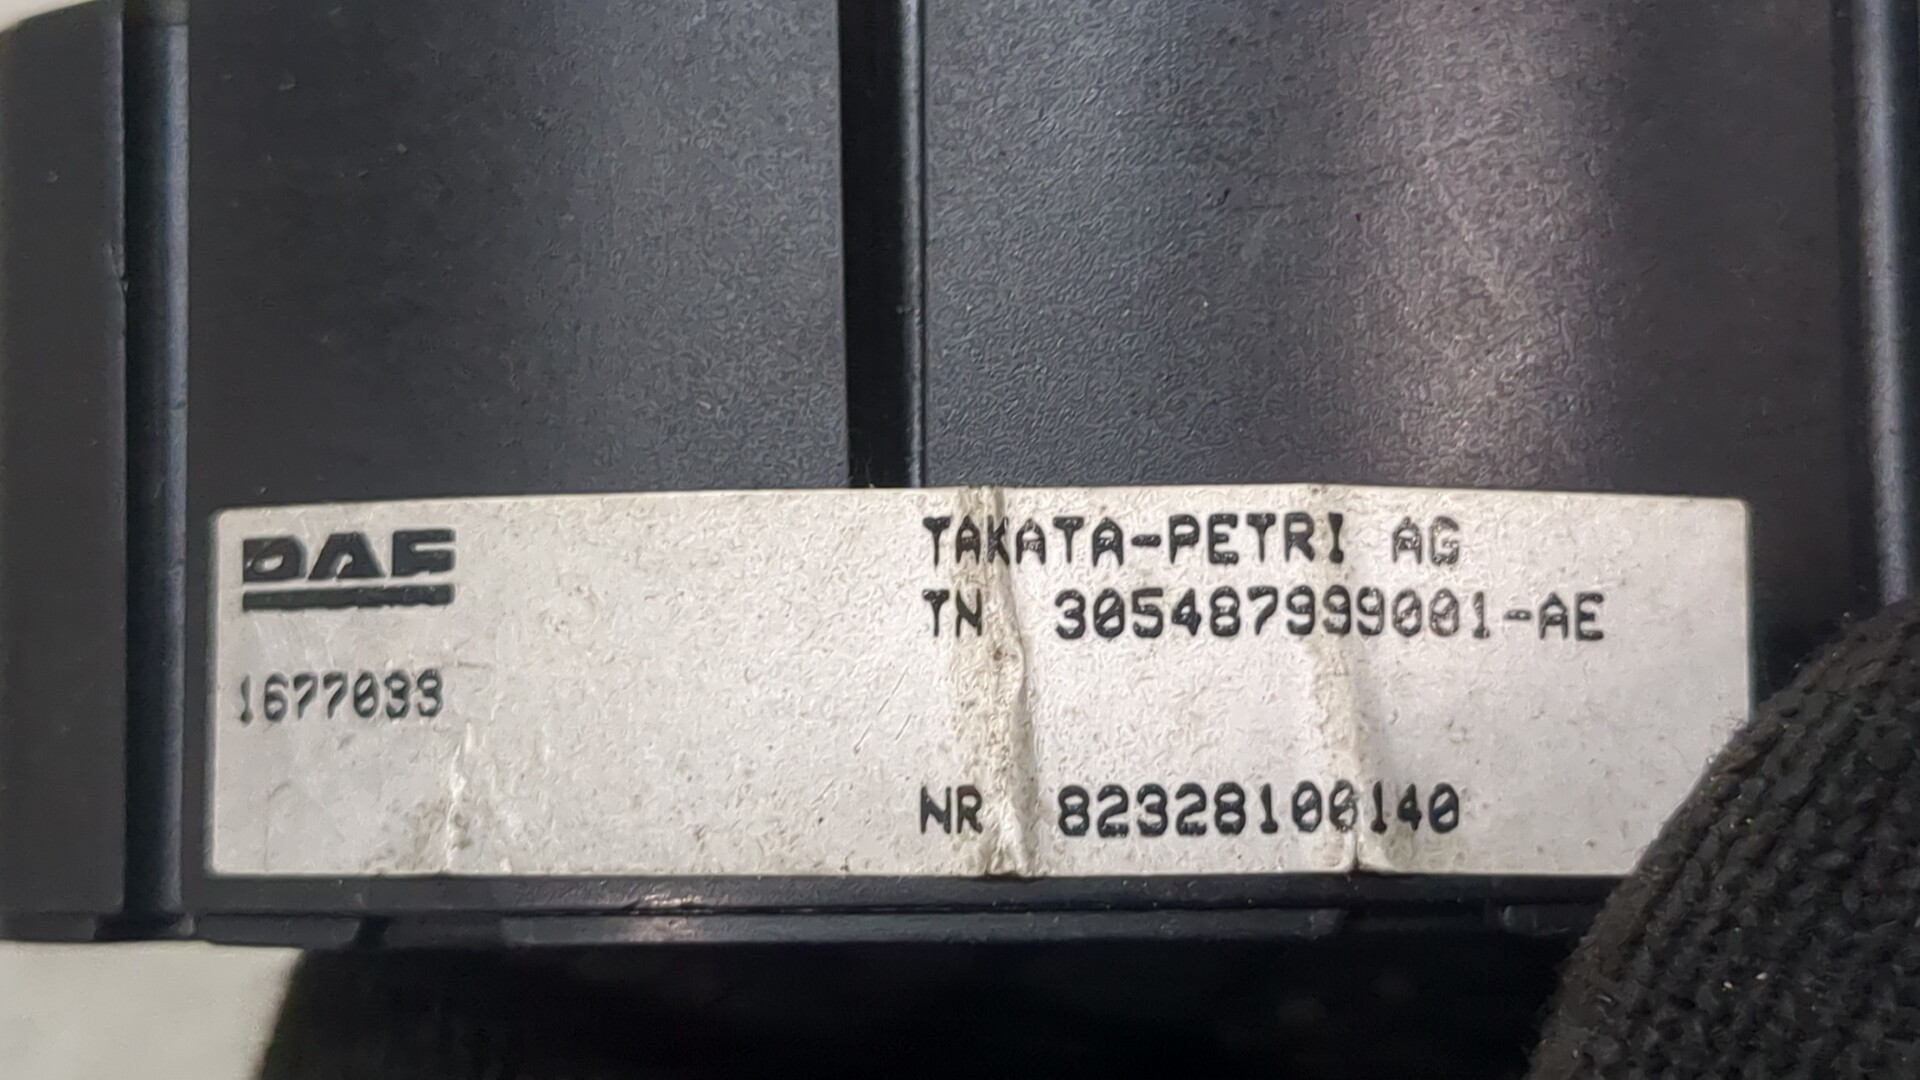 DAF
TAKATA-PETRI AG
TN 305487999001-AE
1677033
NR 82328100140